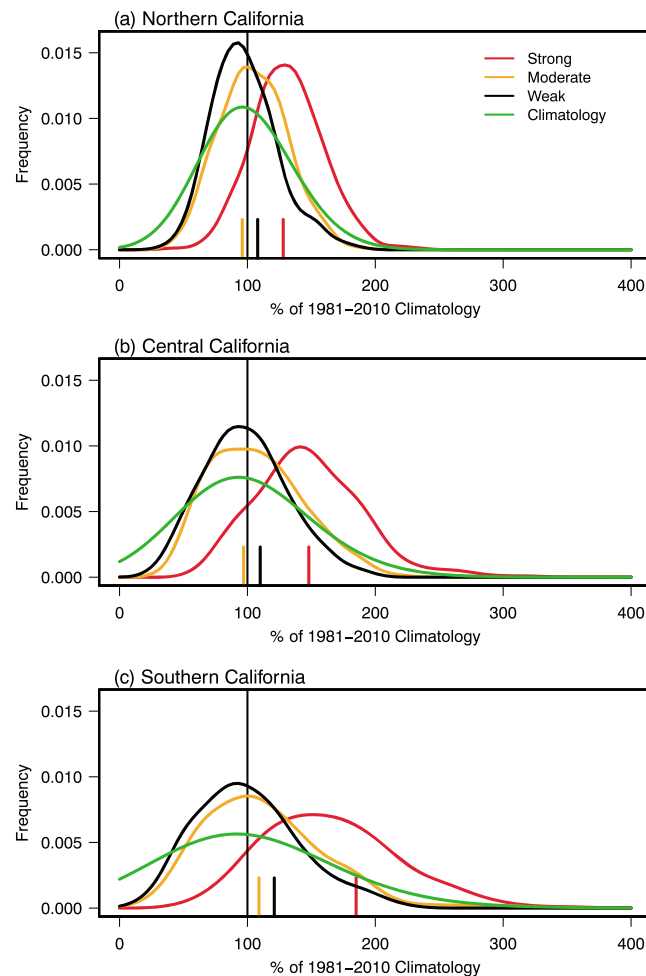 (a) Northern California
Frequency
0.015
0.010
0.005
0.000
Strong
Moderate
Weak
Climatology
0 100 200 300 400
% of 1981−2010 Climatology
(b) Central California
Frequency
0.015
0.010
0.005
0.000
0 100 200 300 400
% of 1981−2010 Climatology
(c) Southern California
Frequency
0.015
0.010
0.005
0.000
0 100 200 300 400
% of 1981−2010 Climatology